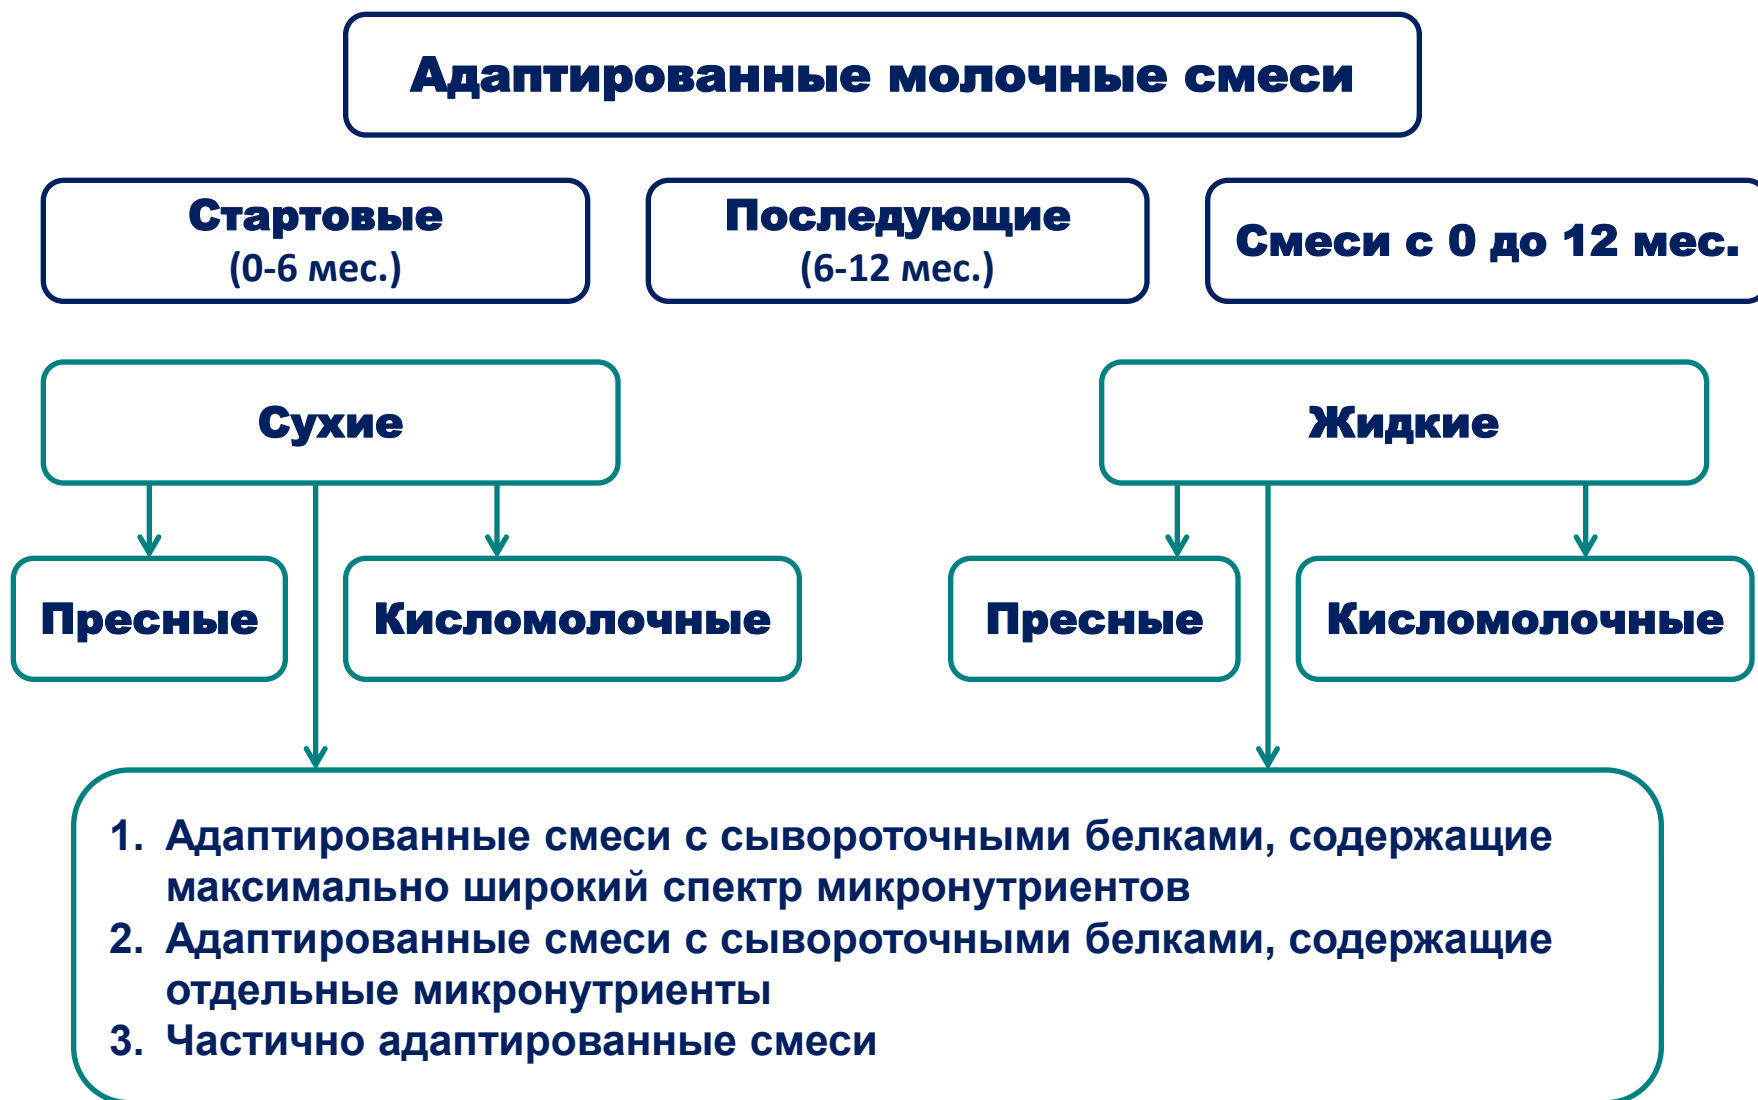 Адаптированные молочные смеси
Стартовые
(0-6 мес.)
Последующие
(6-12 мес.)
Смеси с 0 до 12 мес.
Сухие
Жидкие
Пресные
Кисломолочные
Пресные
Кисломолочные
1. Адаптированные смеси с сывороточными белками, содержащие
максимально широкий спектр микронутриентов
2. Адаптированные смеси с сывороточными белками, содержащие
отдельные микронутриенты
3. Частично адаптированные смеси